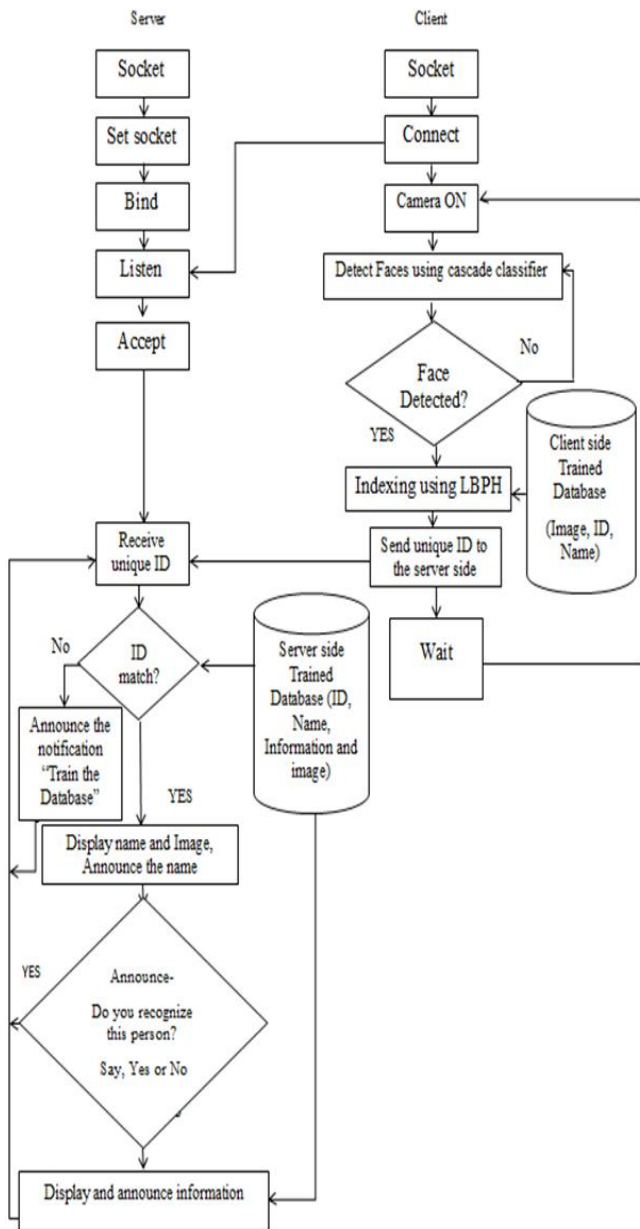 Server
Socket
Set socket
Bind
Listen
Accept
Receive
unique ID
No
ID
match?
Announce the
notification
“Train the
Database”
YES
Display name and Image,
Announce the name
YES
Announce-
Do you recognize
this person?
Say, Yes or No
Display and announce information
Client
Socket
Connect
Camera ON
Detect Faces using cascade classifier
No
Face
Detected?
YES
Indexing using LBPH
Client side
Trained
Database
(Image, ID,
Name)
Send unique ID to
the server side
Wait
Server side
Trained
Database (ID,
Name,
Information and
image)